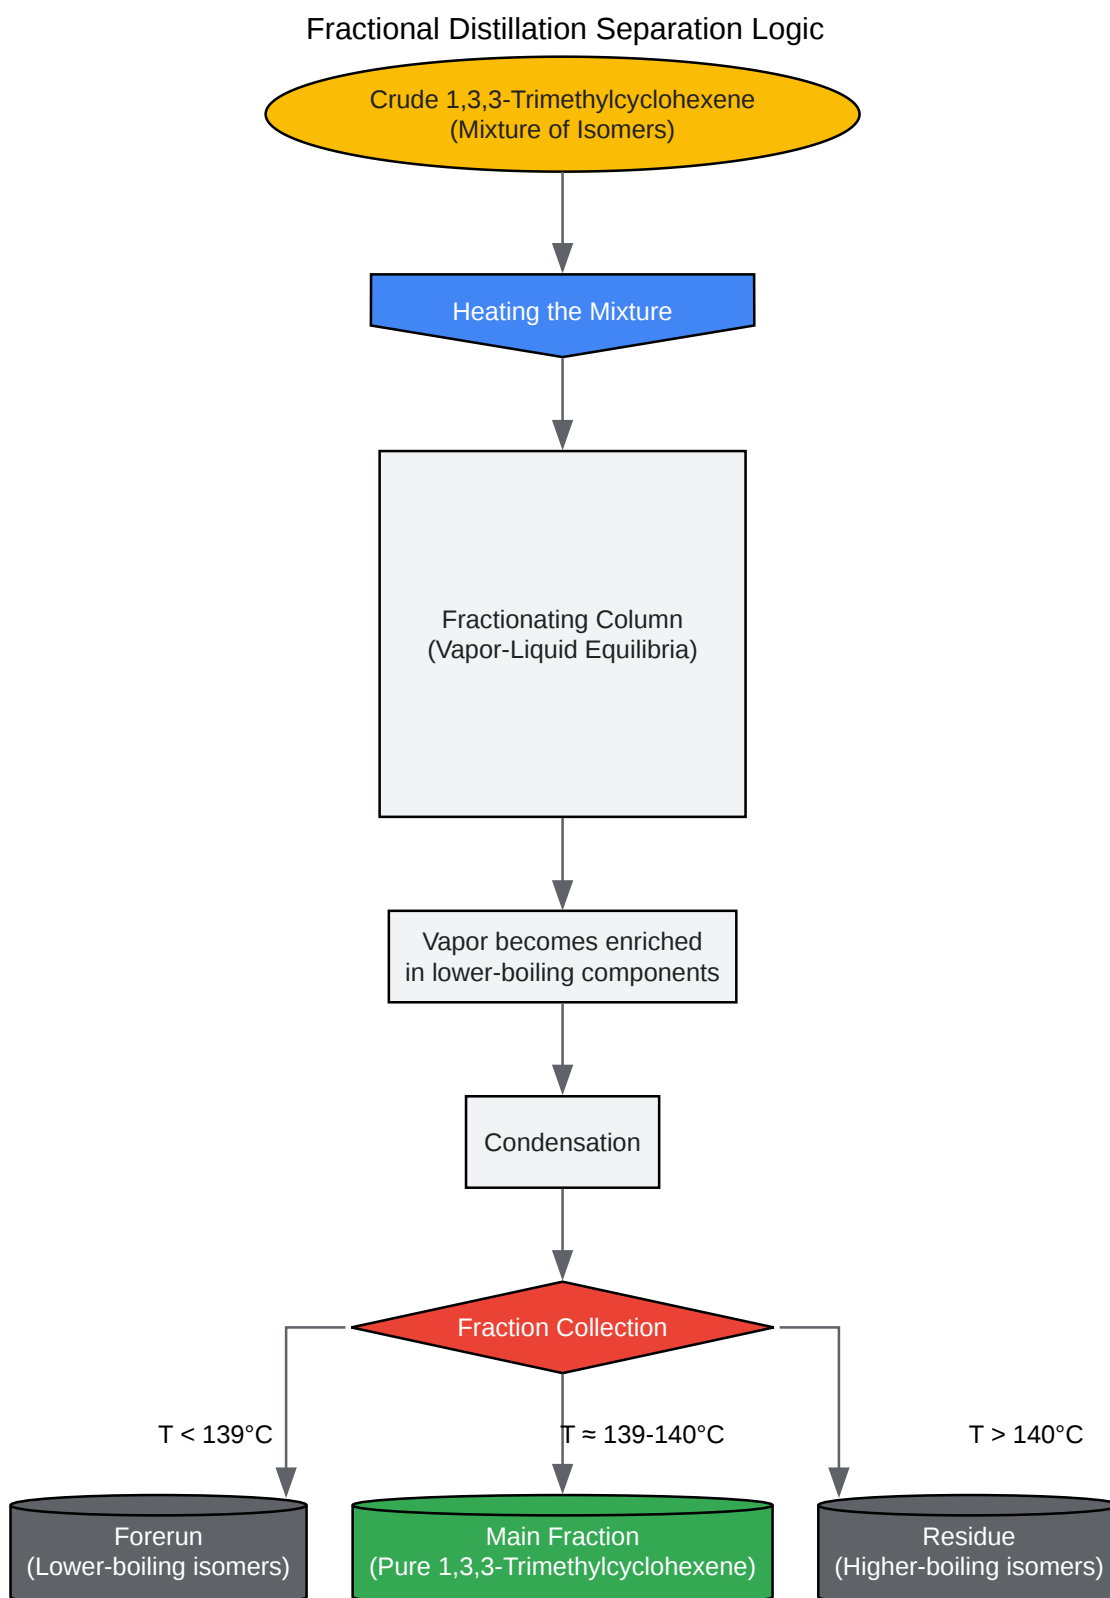 Fractional Distillation Separation Logic
Crude 1,3,3-Trimethylcyclohexene
(Mixture of Isomers)
Heating the Mixture
Fractionating Column
(Vapor-Liquid Equilibria)
Vapor becomes enriched
in lower-boiling components
Condensation
Fraction Collection
T < 139°C
T ≈ 139-140°C
T > 140°C
Forerun
(Lower-boiling isomers)
Main Fraction
(Pure 1,3,3-Trimethylcyclohexene)
Residue
(Higher-boiling isomers)